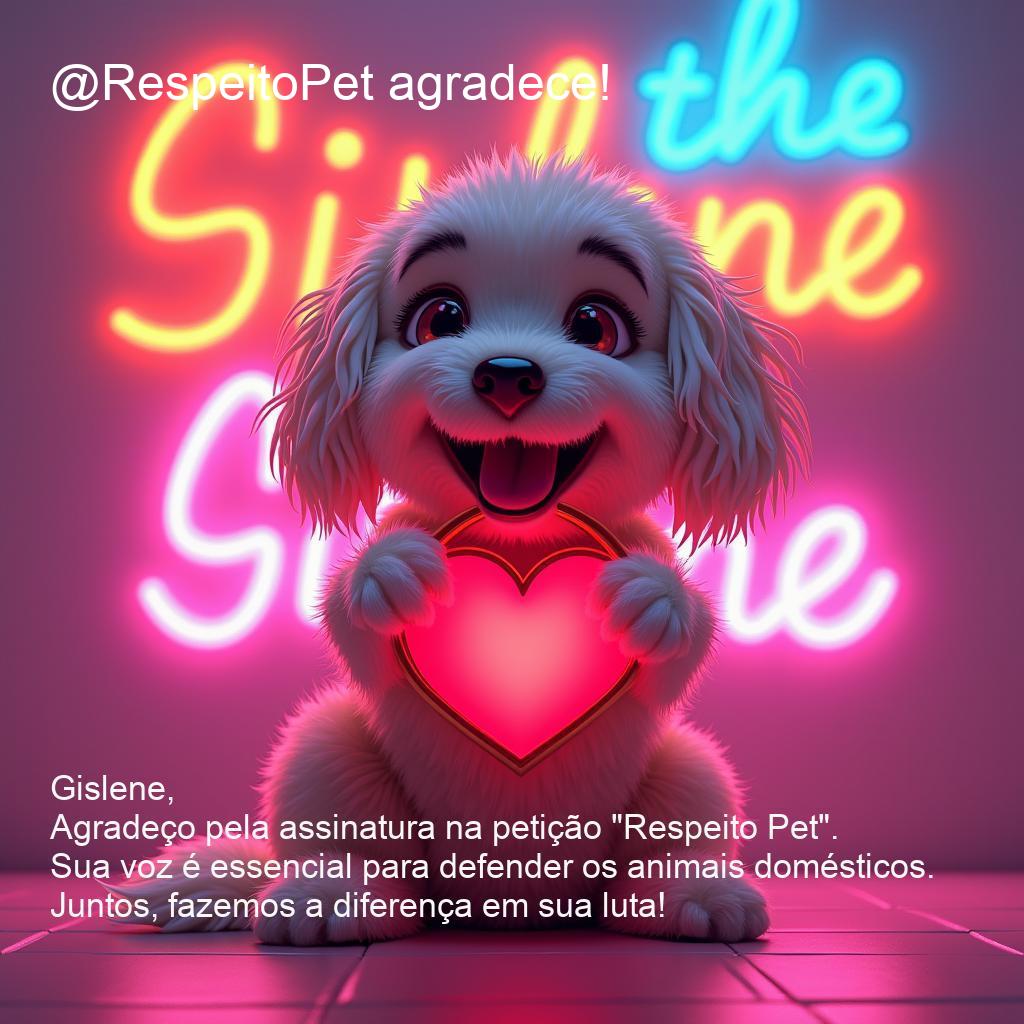 @RespeitoPet agradece!
the
Gislene,
Agradeço pela assinatura na petição "Respeito Pet".
Sua voz é essencial para defender os animais domésticos.
Juntos, fazemos a diferença em sua luta!